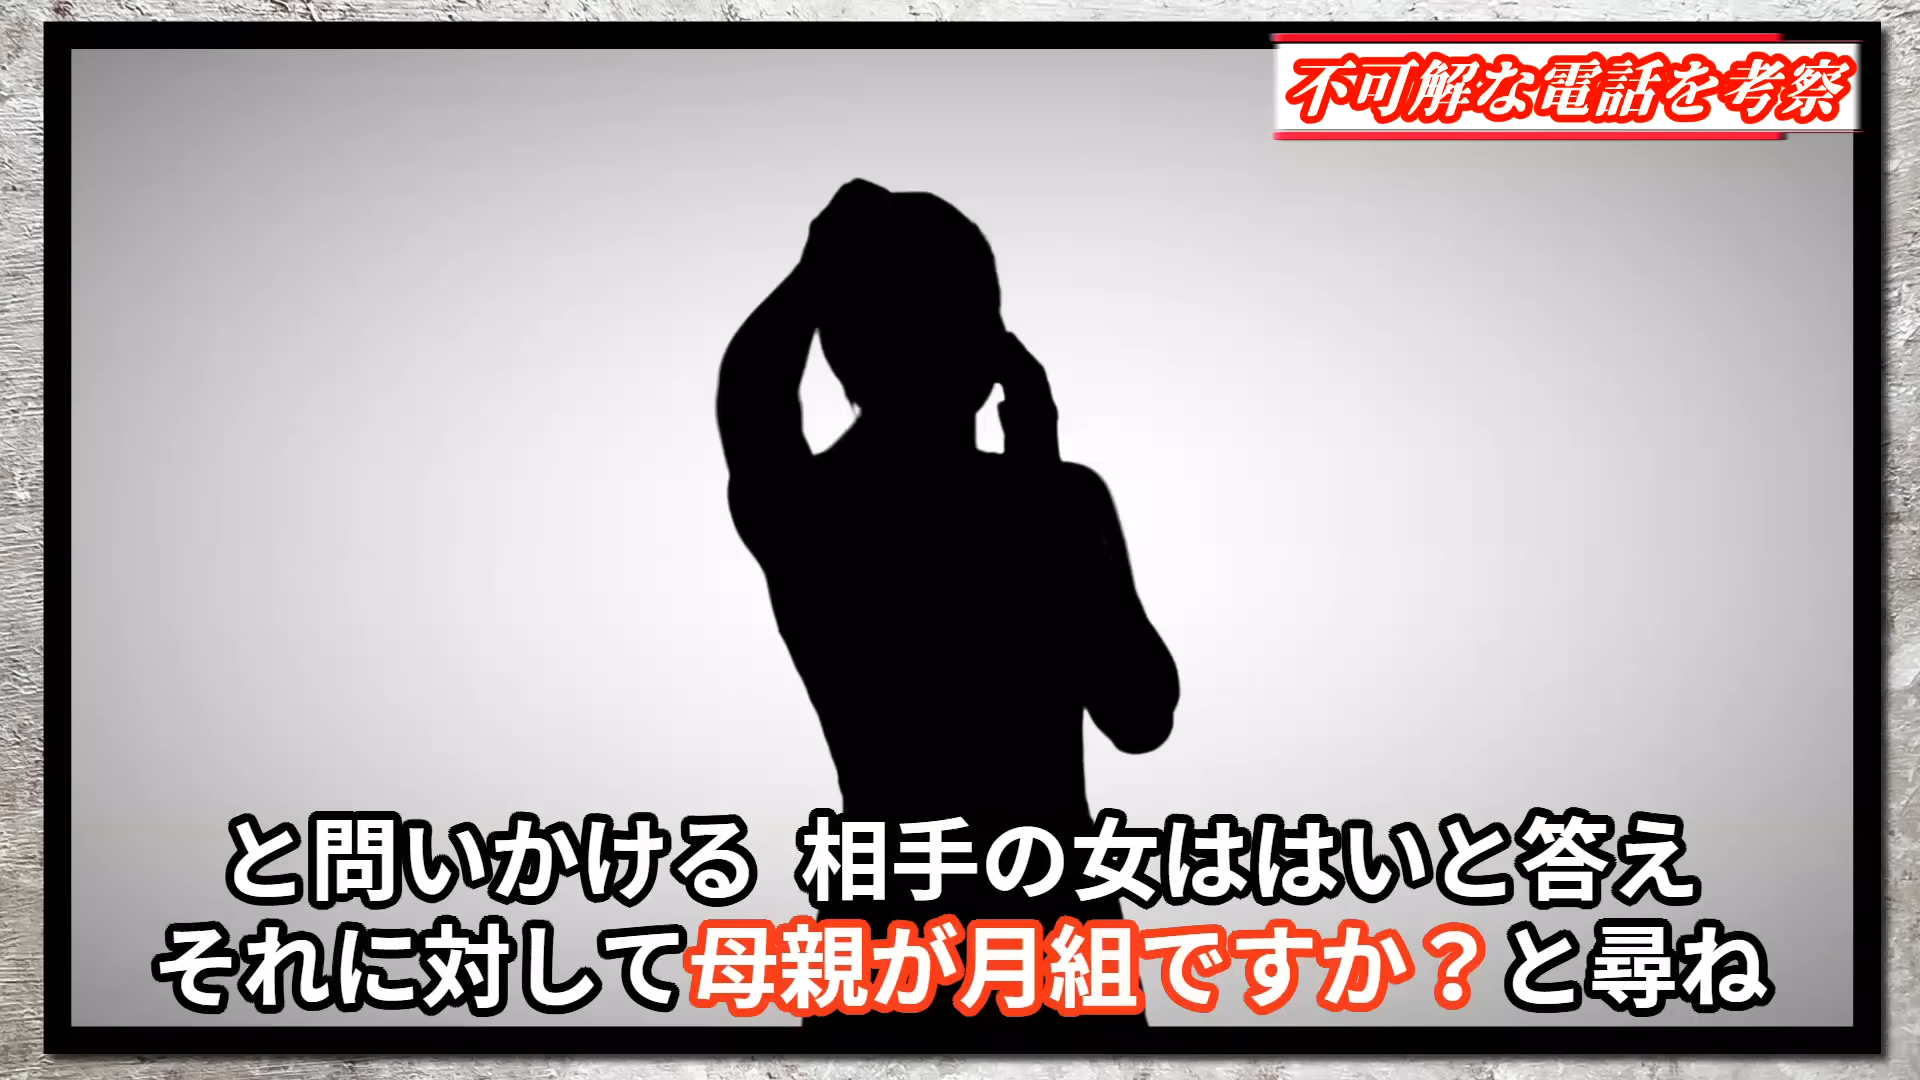 不可解な電話を考察
と問いかける 相手の女ははいと答え
それに対して母親が月組ですか？と尋ね